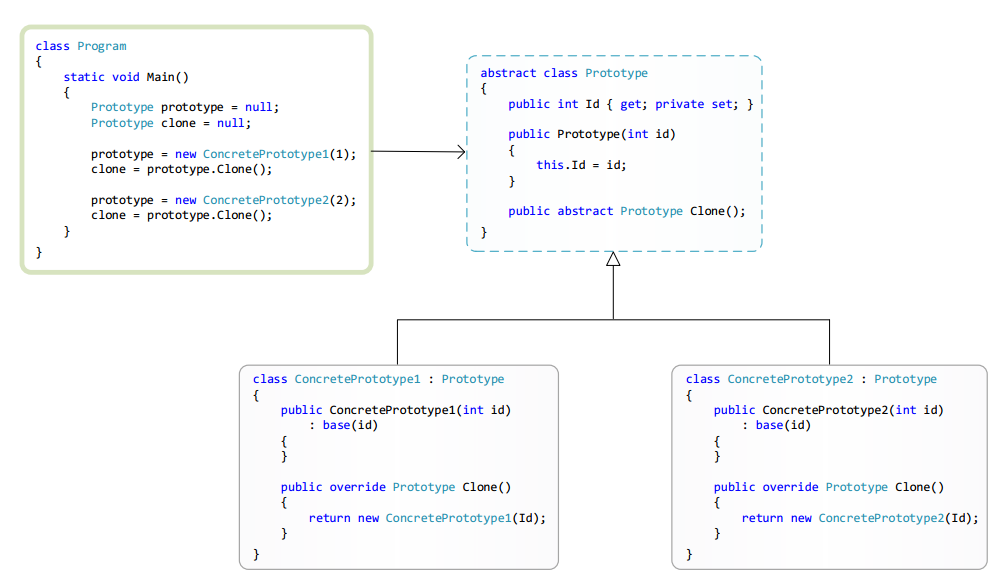 class Program
{
static void Main()
{
Prototype prototype = null;
Prototype clone = null;
prototype = new ConcretePrototype1(1);
clone = prototype.Clone();
prototype = new ConcretePrototype2(2);
clone = prototype.Clone();
}
}
abstract class Prototype
{
public int Id { get; private set; }
public Prototype(int id)
{
this.Id = id;
}
public abstract Prototype Clone();
}
class ConcretePrototype1 : Prototype
{
public ConcretePrototype1(int id)
: base(id)
{
}
public override Prototype Clone()
{
return new ConcretePrototype1(Id);
}
}
class ConcretePrototype2 : Prototype
{
public ConcretePrototype2(int id)
: base(id)
{
}
public override Prototype Clone()
{
return new ConcretePrototype2(Id);
}
}